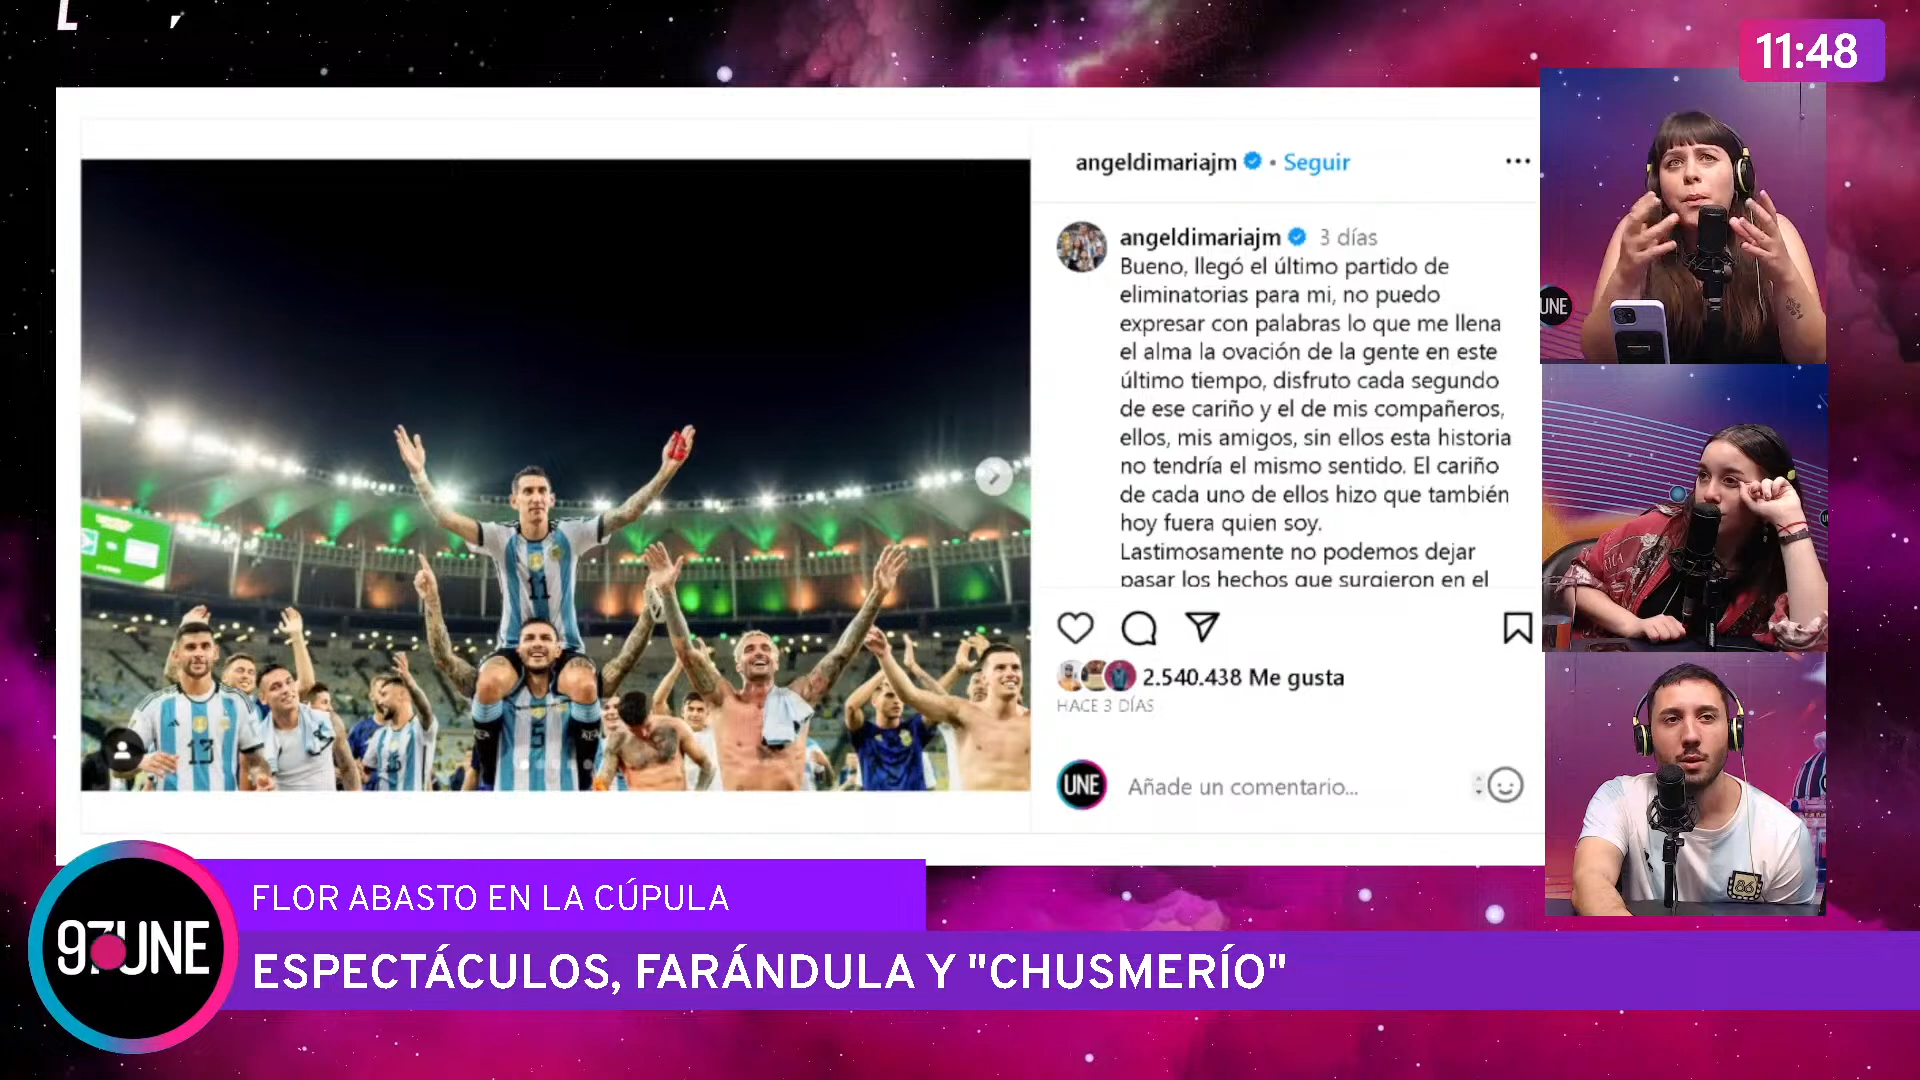 11:48
angeldimariajm • Seguir
angeldimariajm 3 días
Bueno, llegó el último partido de
eliminatorias para mi, no puedo
expresar con palabras lo que me llena
el alma la ovación de la gente en este
último tiempo, disfruto cada segundo
de ese cariño y el de mis compañeros,
ellos, mis amigos, sin ellos esta historia
no tendría el mismo sentido. El cariño
de cada uno de ellos hizo que también
hoy fuera quien soy.
Lastimosamente no podemos dejar
pasar los hechos que surgieron en el
2.540.438 Me gusta
HACE 3 DÍAS
UNE
Añade un comentario...
11
13
5
UNE
86
97UNE
FLOR ABASTO EN LA CÚPULA
ESPECTÁCULOS, FARÁNDULA Y "CHUSMERÍO"